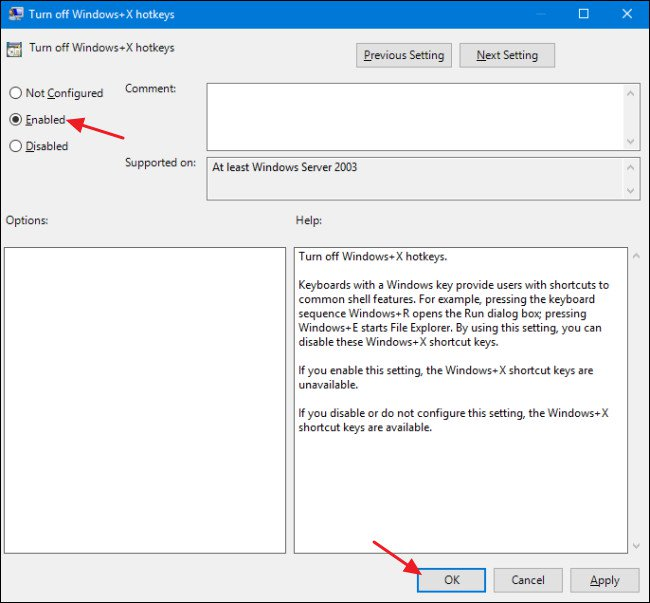 Turn off Windows+X hotkeys
Turn off Windows+X hotkeys
Previous Setting
Next Setting
Not Configured
Comment:
Enabled
Disabled
Supported on:
At least Windows Server 2003
Options:
Help:
Turn off Windows+X hotkeys.
Keyboards with a Windows key provide users with shortcuts to
common shell features. For example, pressing the keyboard
sequence Windows+R opens the Run dialog box; pressing
Windows+E starts File Explorer. By using this setting, you can
disable these Windows+X shortcut keys.
If you enable this setting, the Windows+X shortcut keys are
unavailable.
If you disable or do not configure this setting, the Windows+X
shortcut keys are available.
OK
Cancel
Apply